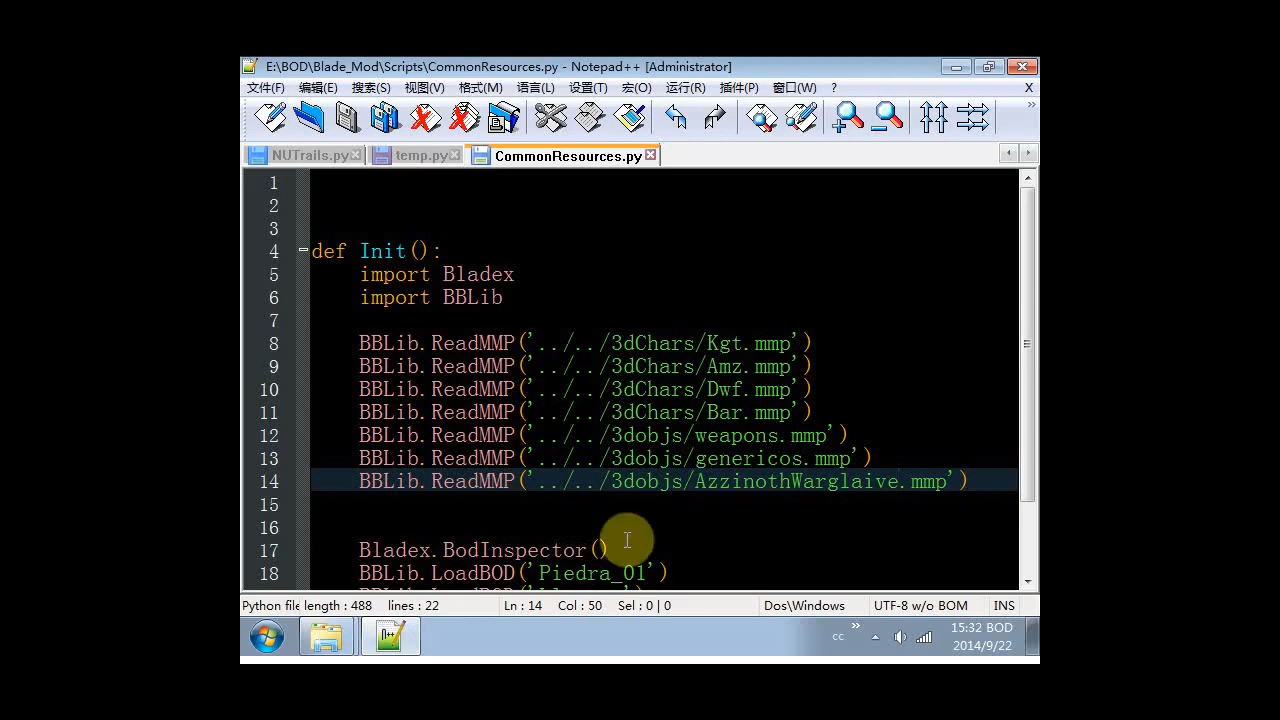 E:\BOD\Blade_Mod\Scripts\CommonResources.py - Notepad++ [Administrator]
文件(F) 编辑(E) 搜索(S) 视图(V) 格式(M) 语言(L) 设置(T) 宏(O) 运行(R) 插件(P) 窗口(W) ? X
NUTrails.py temp.py CommonResources.py
1
2
3
4 def Init():
5 import Bladex
6 import BBLib
7
8 BBLib.ReadMMP('../../3dChars/Kgt.mmp')
9 BBLib.ReadMMP('../../3dChars/Amz.mmp')
10 BBLib.ReadMMP('../../3dChars/Dwf.mmp')
11 BBLib.ReadMMP('../../3dChars/Bar.mmp')
12 BBLib.ReadMMP('../../3dobjs/weapons.mmp')
13 BBLib.ReadMMP('../../3dobjs/genericos.mmp')
14 BBLib.ReadMMP('../../3dobjs/AzzinothWarglaive.mmp')
15
16
17 Bladex.BodInspector()
18 BBLib.LoadBOD('Piedra_01')
Python file length : 488 lines : 22 Ln : 14 Col : 50 Sel : 0 | 0 Dos\Windows UTF-8 w/o BOM INS
CC 15:32 BOD
2014/9/22